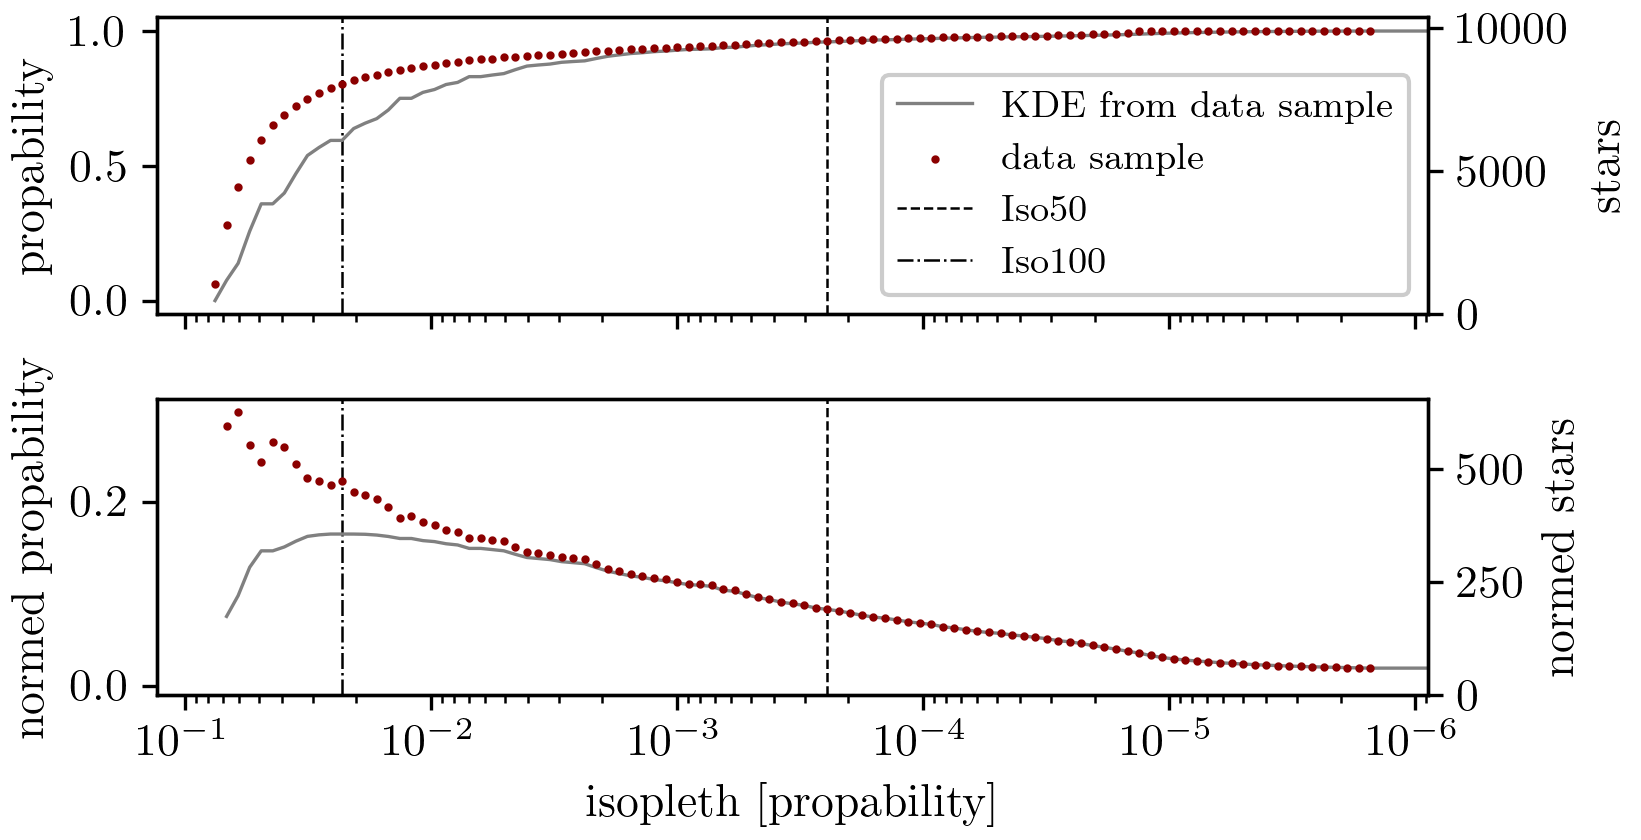 1.0
0.5
0.0
propability
10000
5000
0
stars
KDE from data sample
data sample
Iso50
Iso100
0.2
0.0
normed propability
500
250
0
normed stars
10⁻¹ 10⁻² 10⁻³ 10⁻⁴ 10⁻⁵ 10⁻⁶
isopleth [propability]